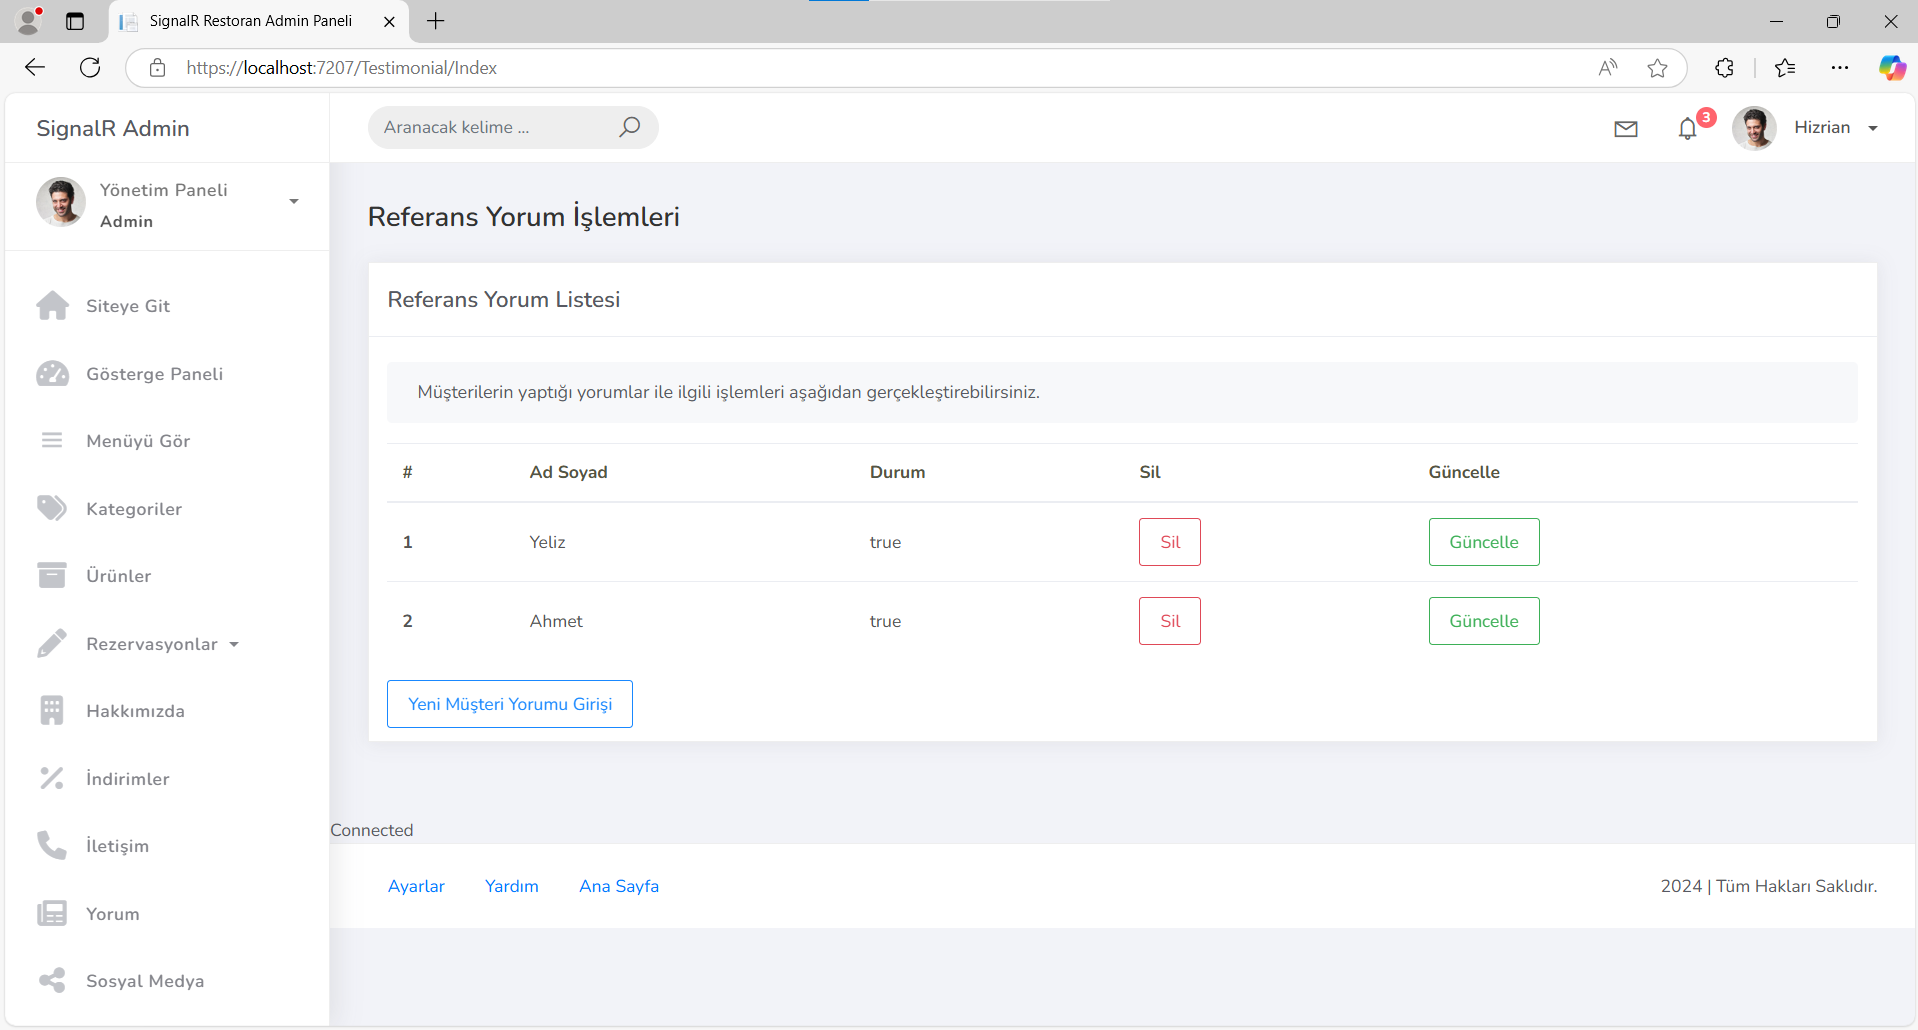 SignalR Restoran Admin Paneli
https://localhost:7207/Testimonial/Index
SignalR Admin
Aranacak kelime ...
3
Hizrian
Yönetim Paneli
Admin
Siteye Git
Gösterge Paneli
Menüyü Gör
Kategoriler
Ürünler
Rezervasyonlar
Hakkımızda
İndirimler
İletişim
Yorum
Sosyal Medya
Referans Yorum İşlemleri
Referans Yorum Listesi
Müşterilerin yaptığı yorumlar ile ilgili işlemleri aşağıdan gerçekleştirebilirsiniz.
# Ad Soyad Durum Sil Güncelle
1 Yeliz true Sil Güncelle
2 Ahmet true Sil Güncelle
Yeni Müşteri Yorumu Girişi
Connected
Ayarlar Yardım Ana Sayfa
2024 | Tüm Hakları Saklıdır.